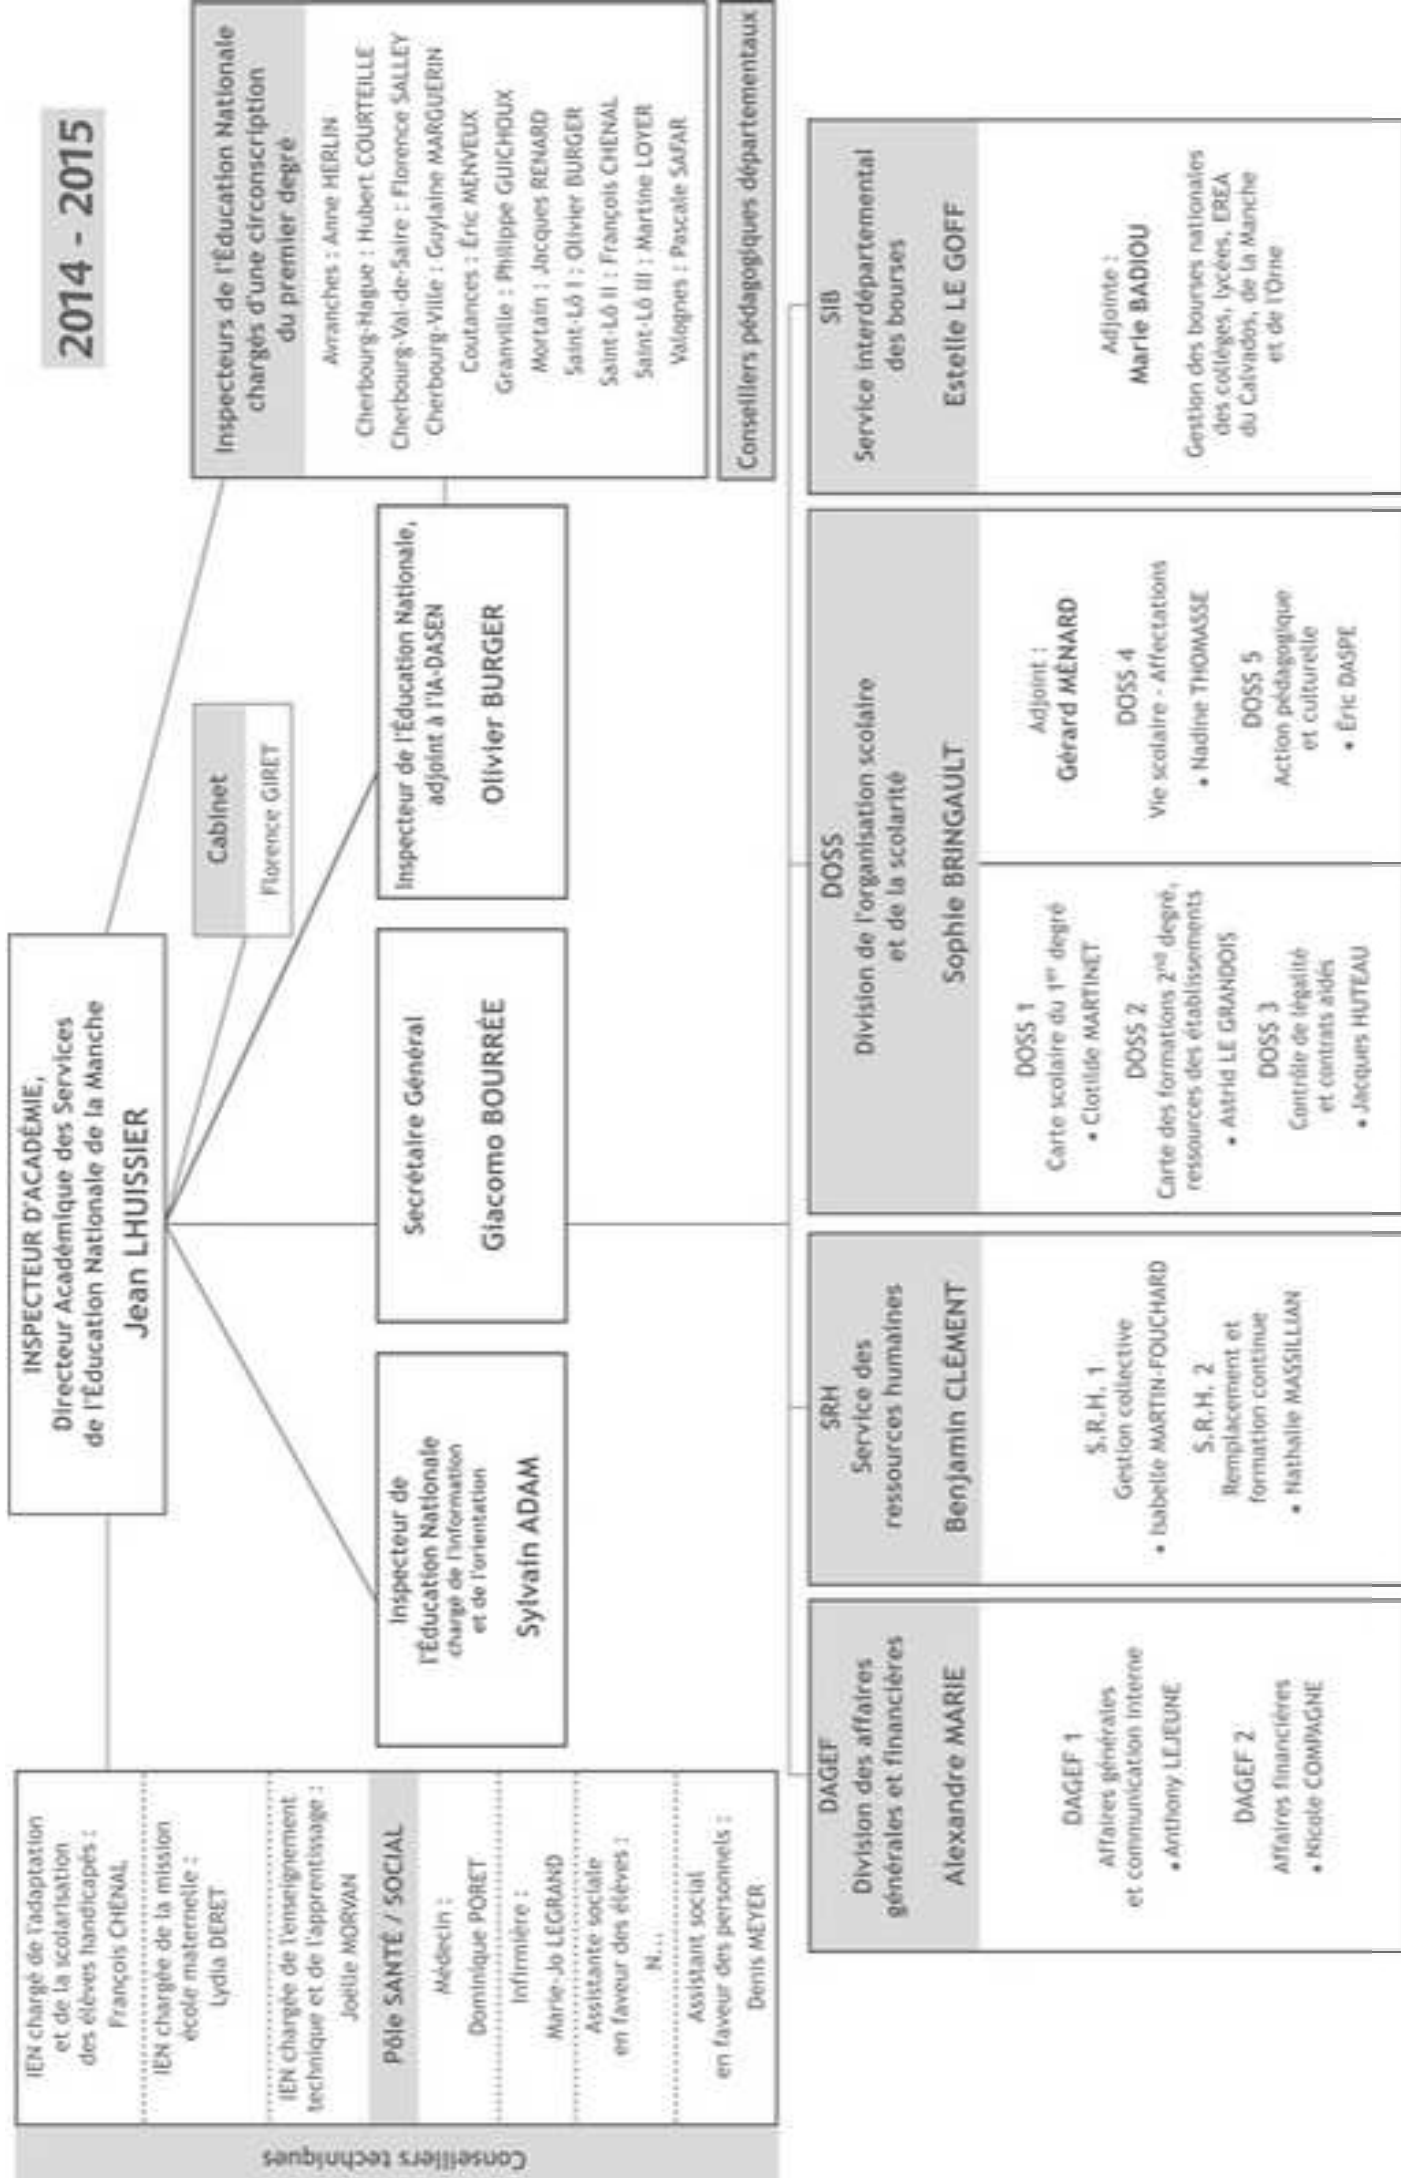 2014 - 2015
INSPECTEUR D'ACADÉMIE,
Directeur Académique des Services
de l'Éducation Nationale de la Manche
Jean LHUISSIER
Cabinet
Florence GIRET
Conseillers techniques
IEN chargé de l'adaptation
et de la scolarisation
des élèves handicapés :
François CHÉNAL
IEN chargée de la mission
école maternelle :
Lydia DERET
IEN chargée de l'enseignement
technique et de l'apprentissage :
Joëlle MORVAN
Pôle SANTÉ / SOCIAL
Médecin :
Dominique PORET
Infirmière :
Marie-Jo LEGRAND
Assistante sociale
en faveur des élèves :
N...
Assistant social
en faveur des personnels :
Denis MEYER
Inspecteur de
l'Éducation Nationale
chargé de l'information
et de l'orientation
Sylvain ADAM
Secrétaire Général
Giacomo BOURRÉE
Inspecteur de l'Éducation Nationale,
adjoint à l'IA-DASEN
Olivier BURGER
Inspecteurs de l'Éducation Nationale
chargés d'une circonscription
du premier degré
Avranches : Anne HERLIN
Cherbourg-Hague : Hubert COURTEILLE
Cherbourg-Val-de-Saire : Florence SALLEY
Cherbourg-Ville : Guylaine MARGUERIN
Coutances : Éric MENVEUX
Granville : Philippe GUICHOUX
Mortain : Jacques RENARD
Saint-Lô I : Olivier BURGER
Saint-Lô II : François CHÉNAL
Saint-Lô III : Martine LOYER
Valognes : Pascale SAFAR
Conseillers pédagogiques départementaux
DAGEF
Division des affaires
générales et financières
Alexandre MARIE
DAGEF 1
Affaires générales
et communication interne
• Anthony LEJEUNE
DAGEF 2
Affaires financières
• Nicole COMPAGNE
SRH
Service des
ressources humaines
Benjamin CLÉMENT
S.R.H. 1
Gestion collective
• Isabelle MARTIN-FOUCHARD
S.R.H. 2
Remplacement et
formation continue
• Nathalie MASSILLIAN
DOSS
Division de l'organisation scolaire
et de la scolarité
Sophie BRINGAULT
DOSS 1
Carte scolaire du 1er degré
• Clotilde MARTINET
DOSS 2
Carte des formations 2nd degré,
ressources des établissements
• Astrid LE GRANDOIS
DOSS 3
Contrôle de légalité
et contrats aidés
• Jacques HUTEAU
Adjoint :
Gérard MÉNARD
DOSS 4
Vie scolaire - Affectations
• Nadine THOMASSE
DOSS 5
Action pédagogique
et culturelle
• Éric DASPE
SIB
Service interdépartemental
des bourses
Estelle LE GOFF
Adjointe :
Marie BADIOU
Gestion des bourses nationales
des collèges, lycées, EREA
du Calvados, de la Manche
et de l'Orne